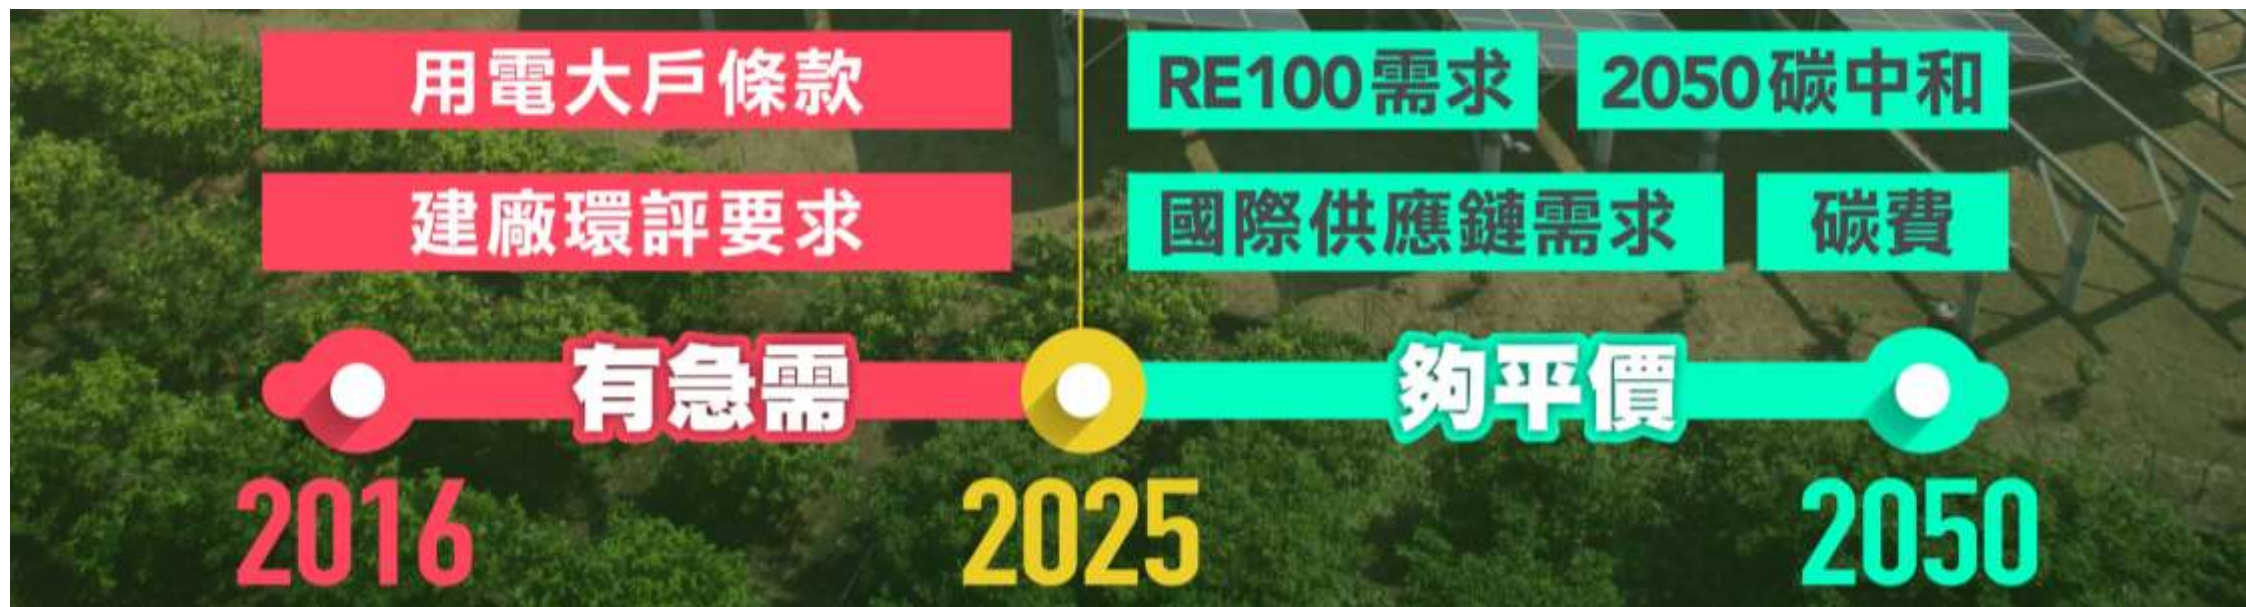 用電大戶條款
RE100需求
2050碳中和
建廠環評要求
國際供應鏈需求
碳費
有急需
夠平價
2016
2025
2050